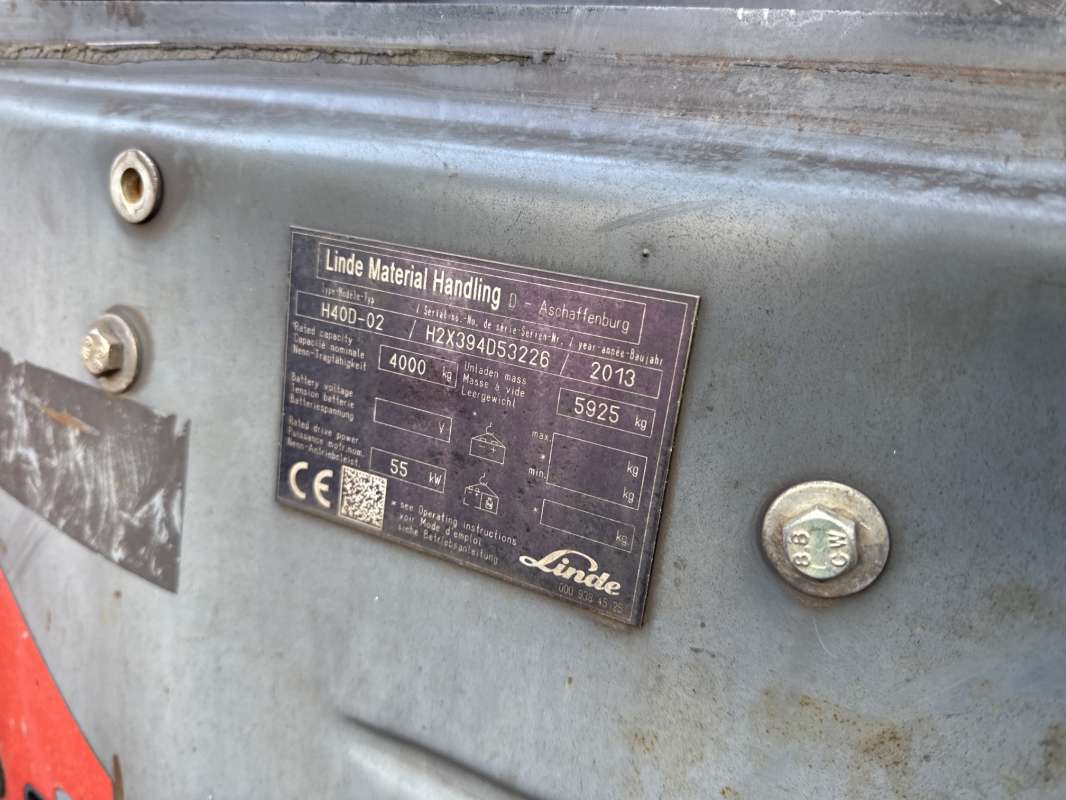 Linde Material Handling D - Aschaffenburg
Type-Modèle-Typ / Serial no.-No. de série-Serien-Nr. / year-année-Baujahr
H40D-02 / H2X394D53226 / 2013
Rated capacity
Capacité nominale
Nenn-Tragfähigkeit
4000 kg
Unladen mass
Masse à vide
Leergewicht
5925 kg
Battery voltage
Tension batterie
Batteriespannung
V
- +
max.
kg
*
min.
kg
Rated drive power
Puissance motr.nom.
Nenn-Antriebsleist.
55 kW
*
kg
CE
* see Operating instructions
voir Mode d'emploi
siehe Betriebsanleitung
Linde
000 938 45 25
8.8
CW